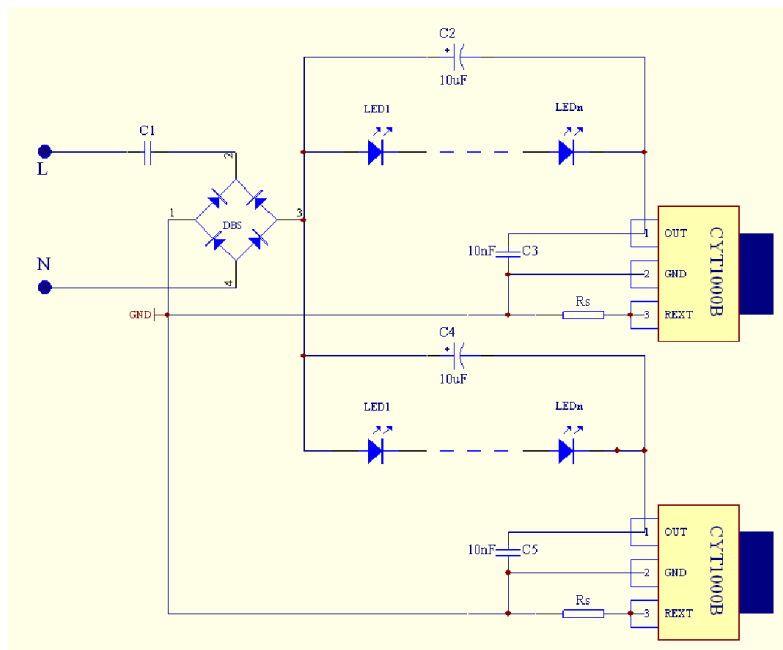 C2
+
10uF
LED1
LEDn
C1
L
2
1
DBS
3
4
N
GND
10nF
C3
Rs
1 OUT
2 GND
3 REXT
CYT1000B
C4
+
10uF
LED1
LEDn
10nF
C5
Rs
1 OUT
2 GND
3 REXT
CYT1000B